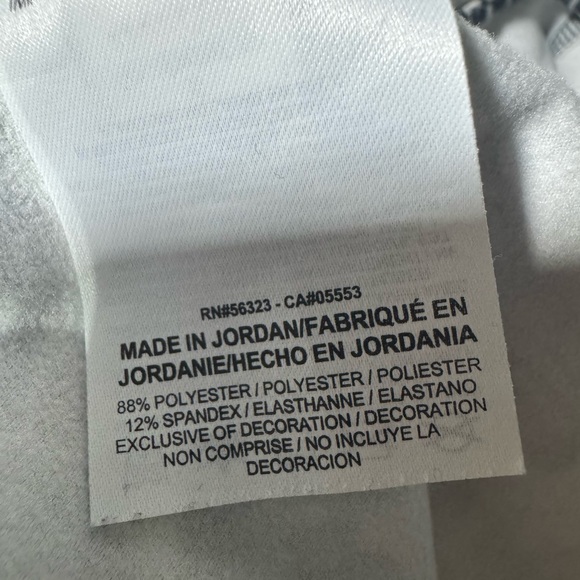 RN#56323 - CA#05553
MADE IN JORDAN/FABRIQUÉ EN
JORDANIE/HECHO EN JORDANIA
88% POLYESTER / POLYESTER / POLIESTER
12% SPANDEX / ELASTHANNE / ELASTANO
EXCLUSIVE OF DECORATION / DECORATION
NON COMPRISE / NO INCLUYE LA
DECORACION